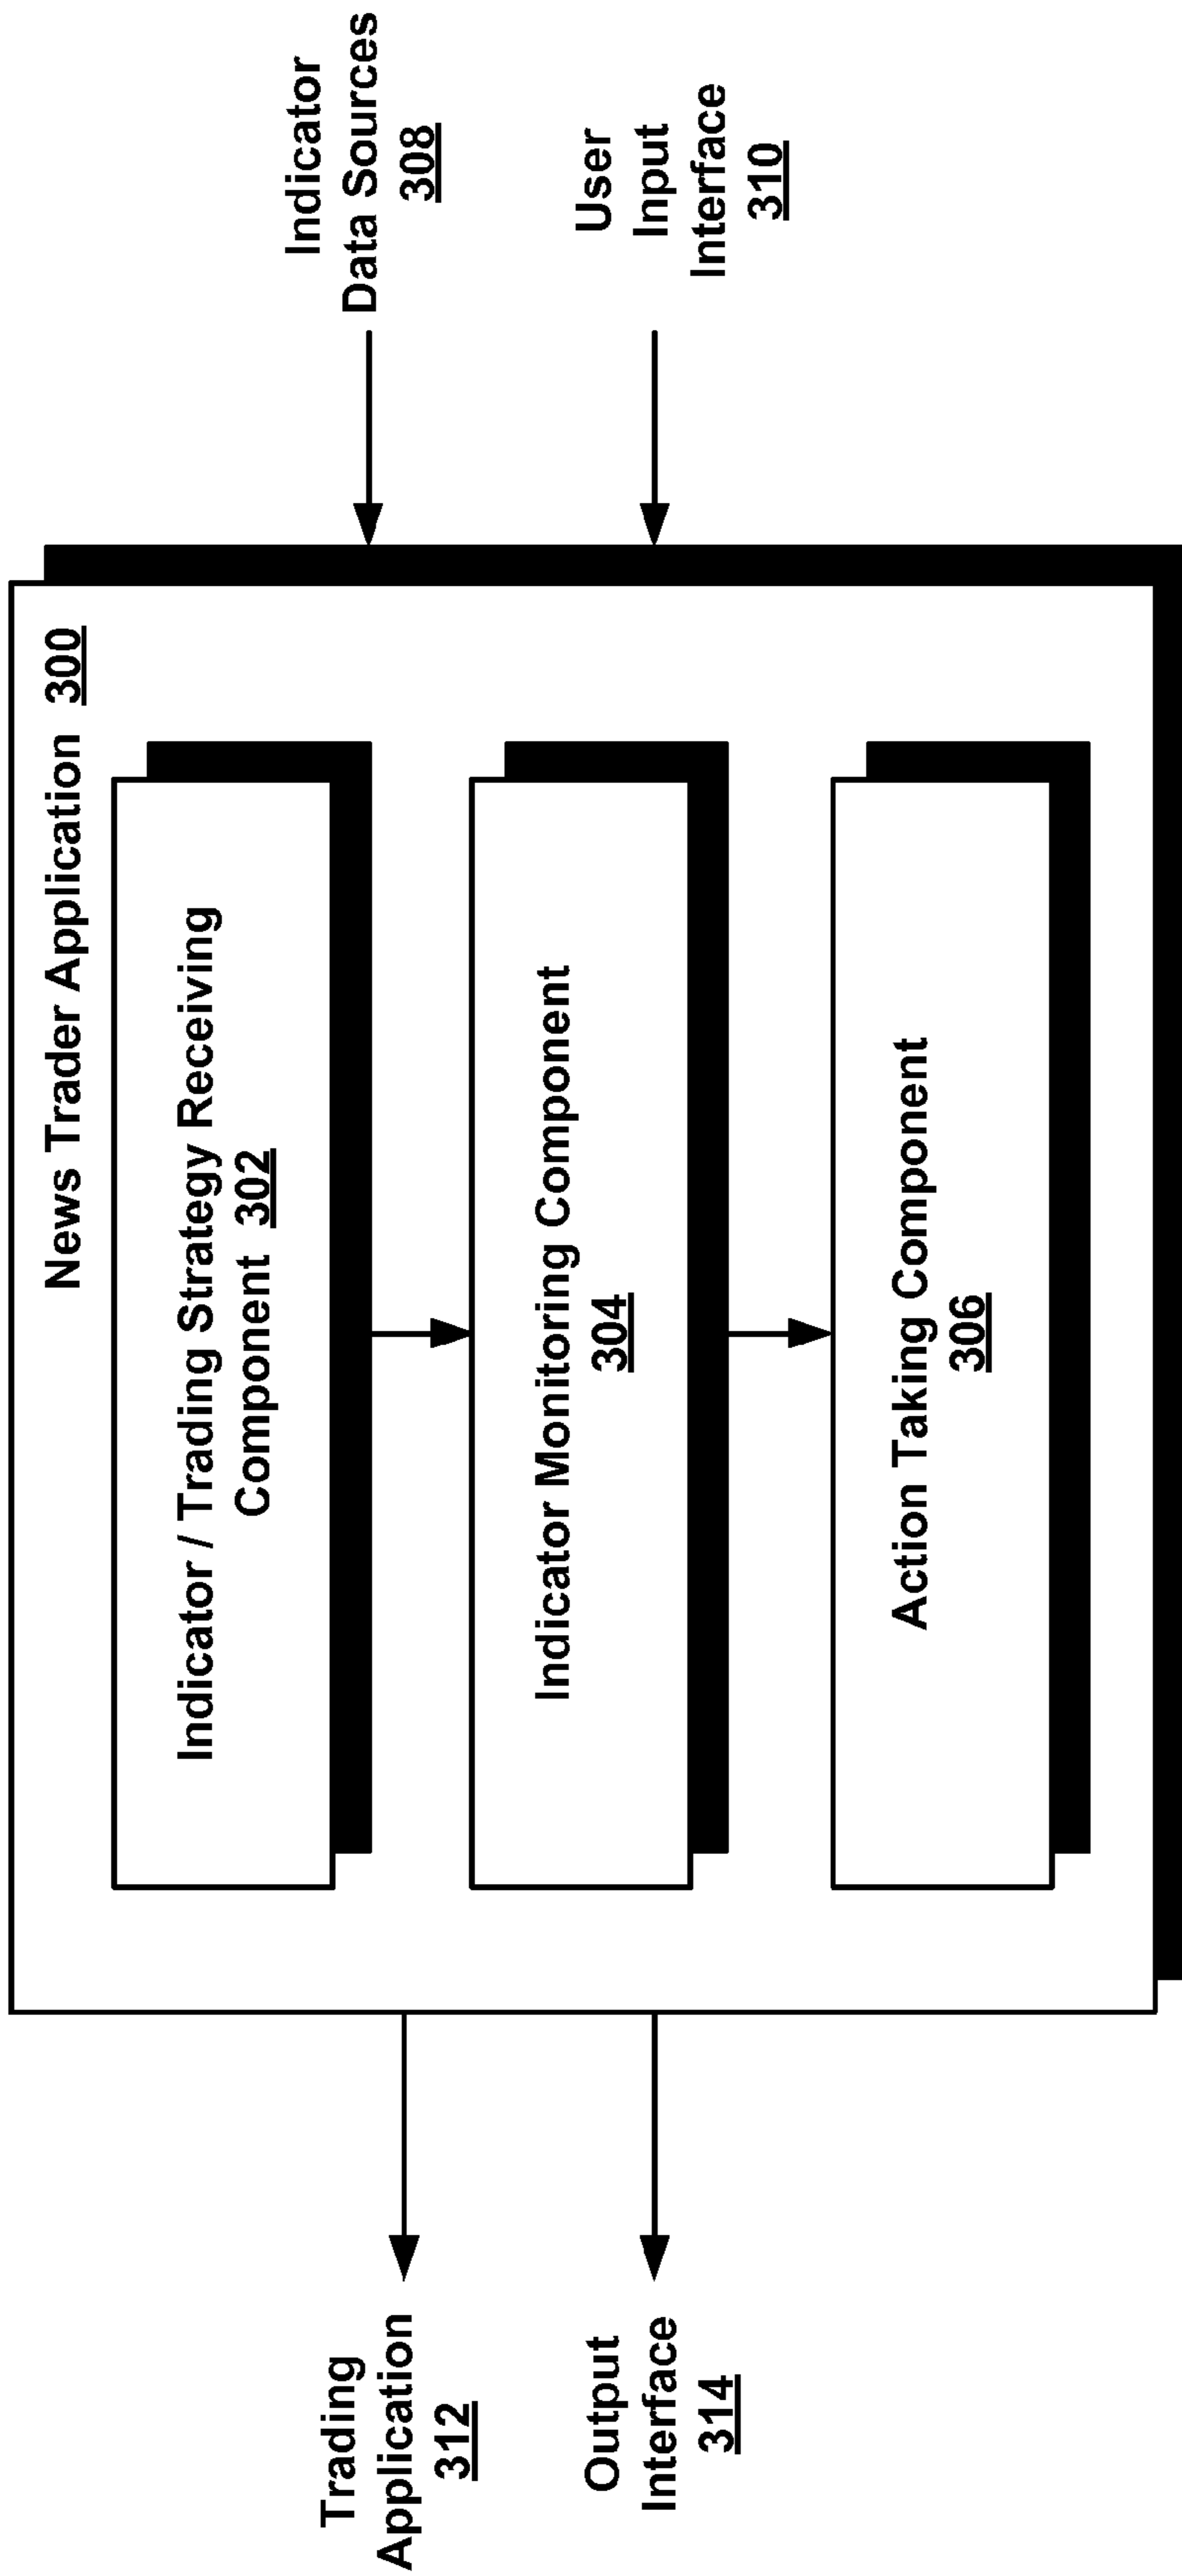 News Trader Application 300
Indicator / Trading Strategy Receiving
Component 302
Indicator Monitoring Component
304
Action Taking Component
306
Trading
Application
312
Output
Interface
314
Indicator
Data Sources
308
User
Input
Interface
310